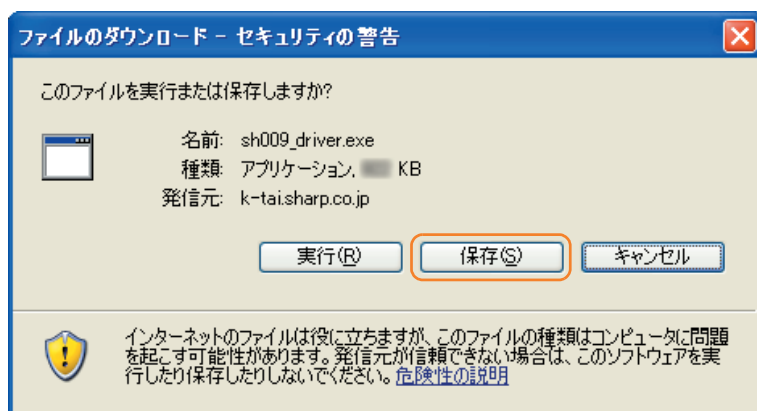 ファイルのダウンロード - セキュリティの警告
このファイルを実行または保存しますか?
名前: sh009_driver.exe
種類: アプリケーション, KB
発信元: k-tai.sharp.co.jp
実行(R) 保存(S) キャンセル
インターネットのファイルは役に立ちますが、このファイルの種類はコンピュータに問題
を起こす可能性があります。発信元が信頼できない場合は、このソフトウェアを実
行したり保存したりしないでください。危険性の説明